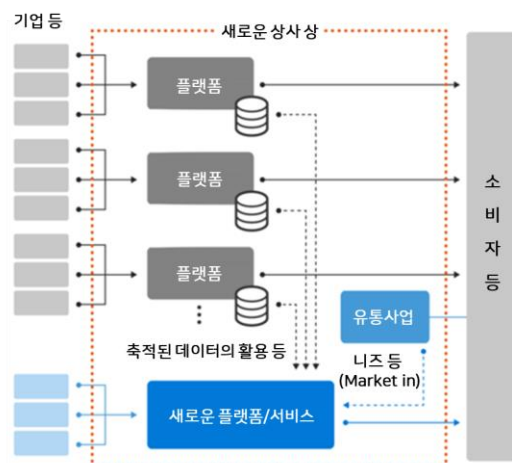 기업 등
새로운 상사 상
플랫폼
플랫폼
플랫폼
소
비
자
등
유통사업
축적된 데이터의 활용 등
니즈 등
(Market in)
새로운 플랫폼/서비스